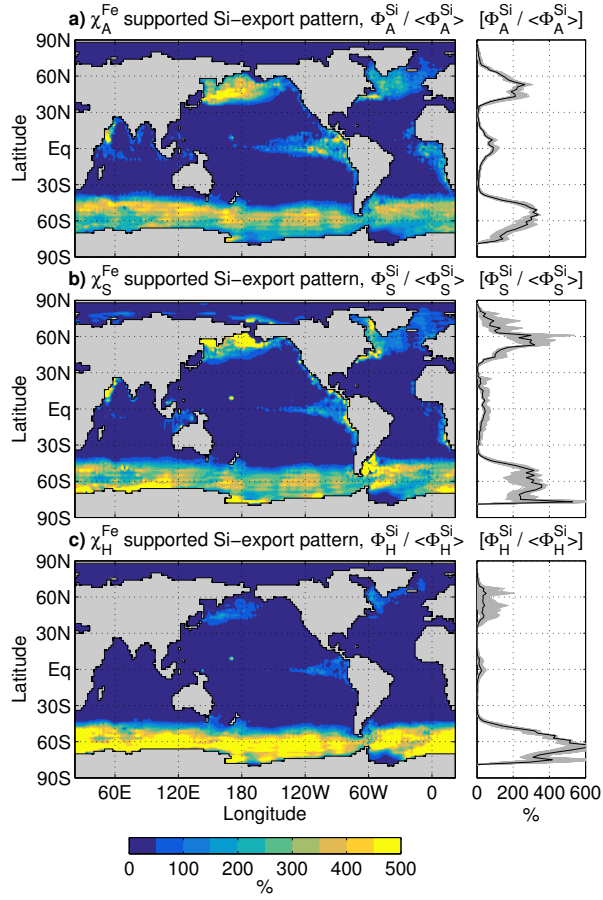 a) χ_A^Fe supported Si−export pattern, Φ_A^Si / <Φ_A^Si> [Φ_A^Si / <Φ_A^Si>]
90N
60N
30N
Eq
30S
60S
90S
Latitude
b) χ_S^Fe supported Si−export pattern, Φ_S^Si / <Φ_S^Si> [Φ_S^Si / <Φ_S^Si>]
90N
60N
30N
Eq
30S
60S
90S
Latitude
c) χ_H^Fe supported Si−export pattern, Φ_H^Si / <Φ_H^Si> [Φ_H^Si / <Φ_H^Si>]
90N
60N
30N
Eq
30S
60S
90S
Latitude
60E 120E 180W 120W 60W 0
Longitude
0 200 400 600
%
0 100 200 300 400 500
%